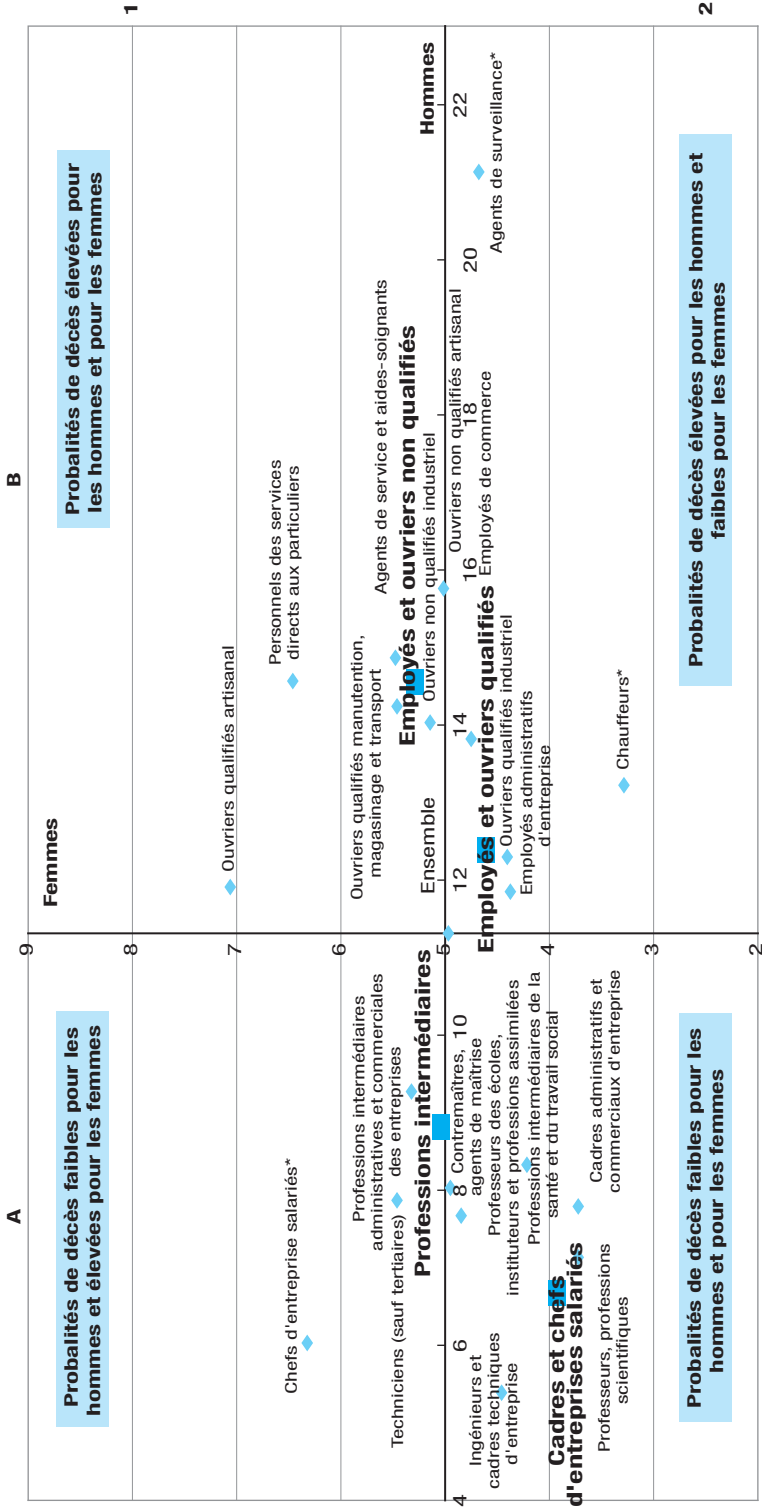 A
B
Probalités de décès faibles pour les
hommes et élevées pour les femmes
Femmes
Probalités de décès élevées pour
les hommes et pour les femmes
1
9
8
7
6
5
4
3
2
Ouvriers qualifiés artisanal
Chefs d'entreprise salariés*
Personnels des services
directs aux particuliers
Professions intermédiaires
administratives et commerciales
des entreprises
Techniciens (sauf tertiaires)
Ouvriers qualifiés manutention,
magasinage et transport
Agents de service et aides-soignants
Employés et ouvriers non qualifiés
Ouvriers non qualifiés industriel
Ouvriers non qualifiés artisanal
Professions intermédiaires
Ensemble
Hommes
4
6
8
10
12
14
16
18
20
22
Contremaîtres,
agents de maîtrise
Professeurs des écoles,
instituteurs et professions assimilées
Professions intermédiaires de la
santé et du travail social
Ingénieurs et
cadres techniques
d'entreprise
Employés et ouvriers qualifiés
Employés de commerce
Agents de surveillance*
Ouvriers qualifiés industriel
Employés administratifs
d'entreprise
Cadres et chefs
d'entreprises salariés
Cadres administratifs et
commerciaux d'entreprise
Professeurs, professions
scientifiques
Chauffeurs*
Probalités de décès faibles pour les
hommes et pour les femmes
Probalités de décès élevées pour les hommes et
faibles pour les femmes
2